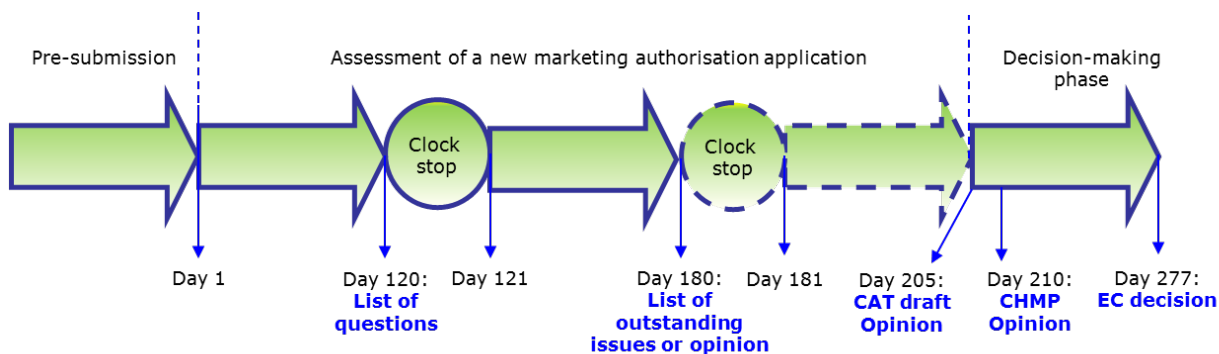 Pre-submission
Assessment of a new marketing authorisation application
Decision-making
phase
Clock
stop
Clock
stop
Day 1
Day 120:
List of
questions
Day 121
Day 180:
List of
outstanding
issues or opinion
Day 181
Day 205:
CAT draft
Opinion
Day 210:
CHMP
Opinion
Day 277:
EC decision